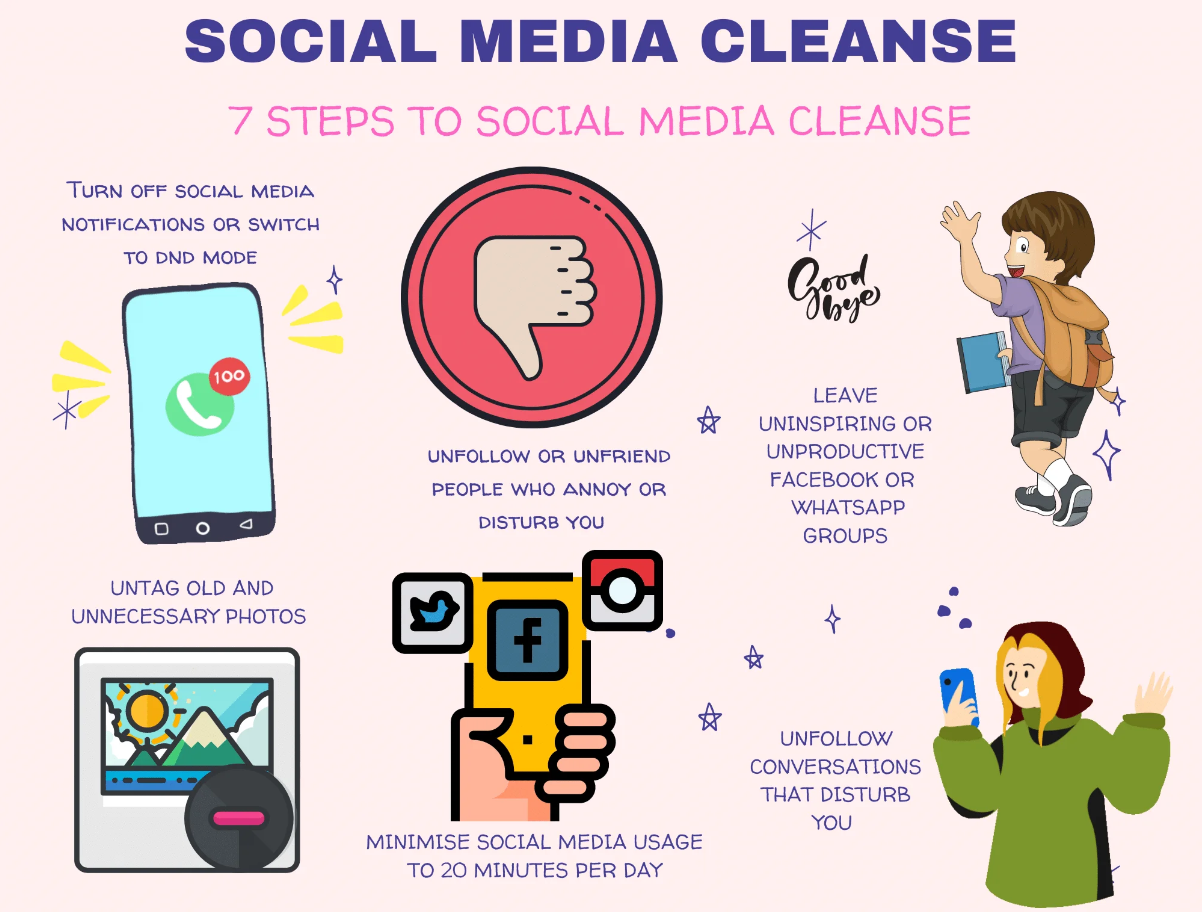 SOCIAL MEDIA CLEANSE
7 STEPS TO SOCIAL MEDIA CLEANSE
TURN OFF SOCIAL MEDIA
NOTIFICATIONS OR SWITCH
TO DND MODE
100
UNFOLLOW OR UNFRIEND
PEOPLE WHO ANNOY OR
DISTURB YOU
Good
bye
LEAVE
UNINSPIRING OR
UNPRODUCTIVE
FACEBOOK OR
WHATSAPP
GROUPS
UNTAG OLD AND
UNNECESSARY PHOTOS
f
MINIMISE SOCIAL MEDIA USAGE
TO 20 MINUTES PER DAY
UNFOLLOW
CONVERSATIONS
THAT DISTURB
YOU